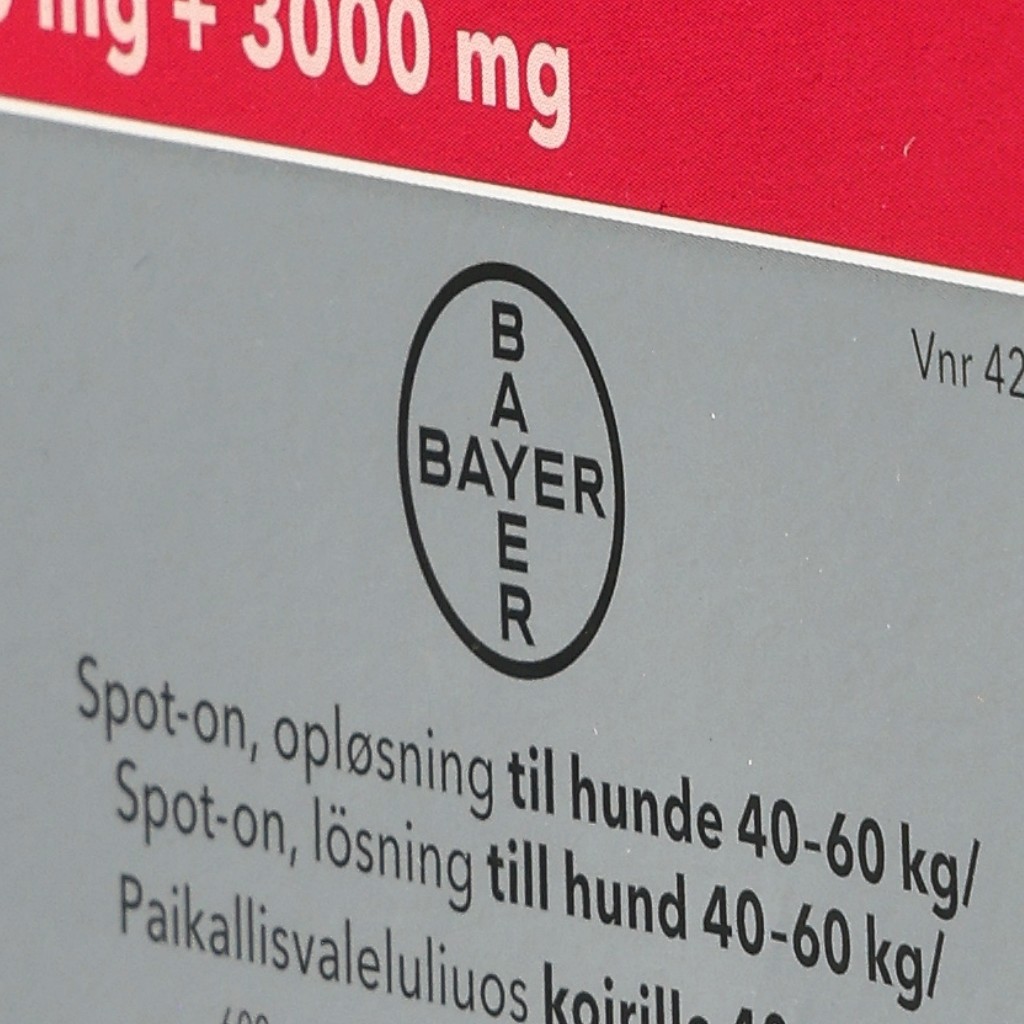 mg + 3000 mg
Vnr 42
B
A
BAYER
E
R
Spot-on, opløsning til hunde 40-60 kg/
Spot-on, lösning till hund 40-60 kg/
Paikallisvaleluliuos koirille